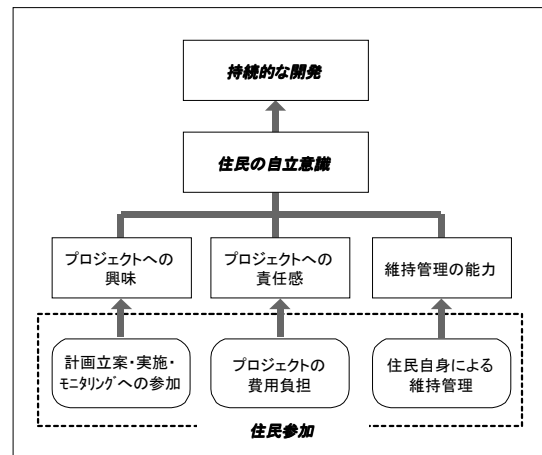 持続的な開発
住民の自立意識
プロジェクトへの
興味
プロジェクトへの
責任感
維持管理の能力
計画立案・実施・
ﾓﾆﾀﾘﾝｸﾞへの参加
プロジェクトの
費用負担
住民自身による
維持管理
住民参加